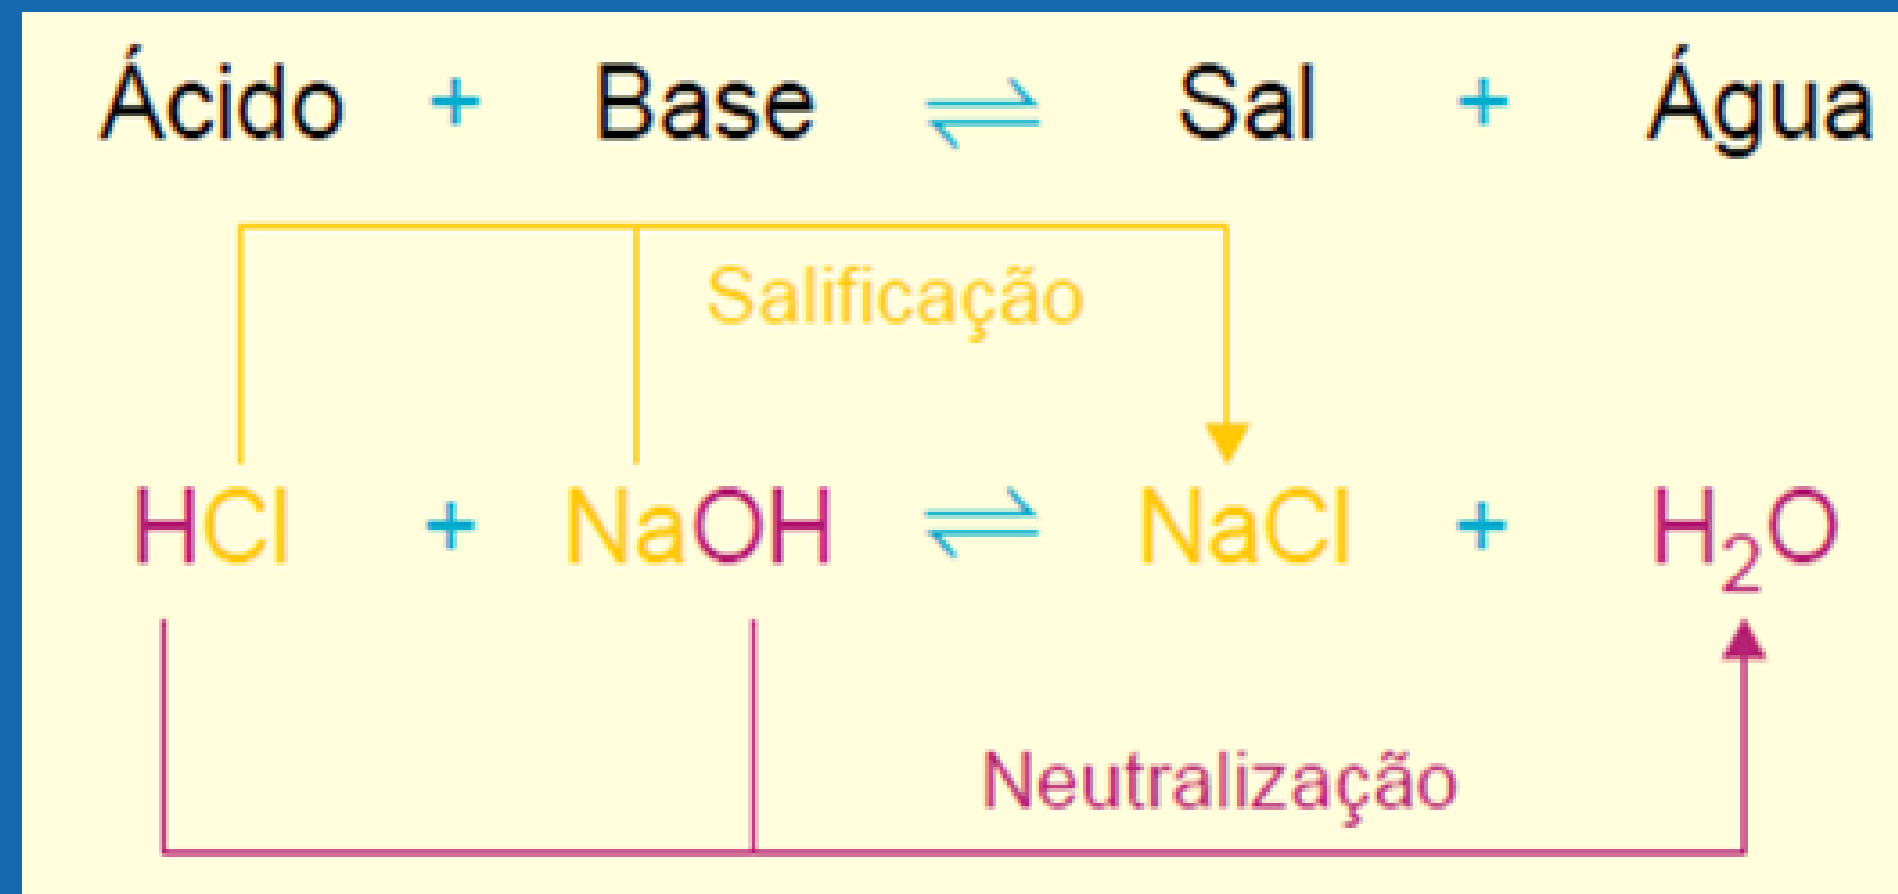 Ácido + Base ⇌ Sal + Água
Salificação
HCl + NaOH ⇌ NaCl + H₂O
Neutralização